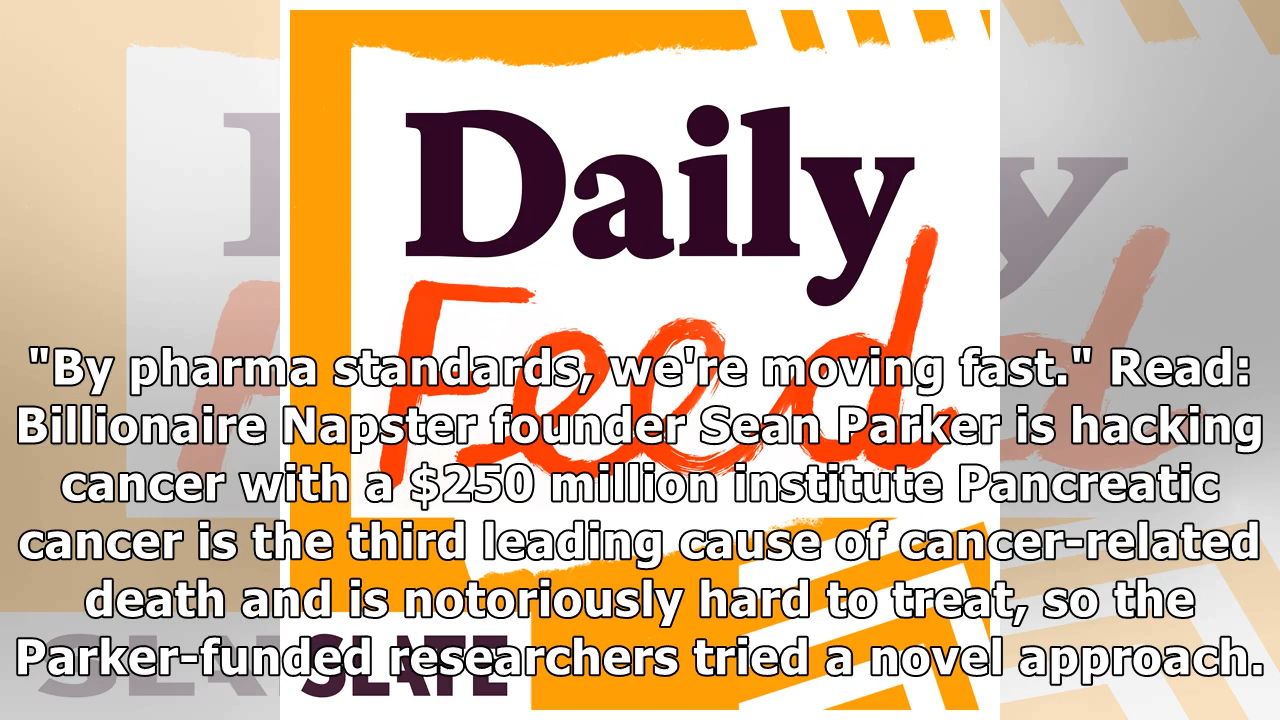 Daily
Feed
"By pharma standards, we're moving fast." Read:
Billionaire Napster founder Sean Parker is hacking
cancer with a $250 million institute Pancreatic
cancer is the third leading cause of cancer-related
death and is notoriously hard to treat, so the
Parker-funded researchers tried a novel approach.
SLATE